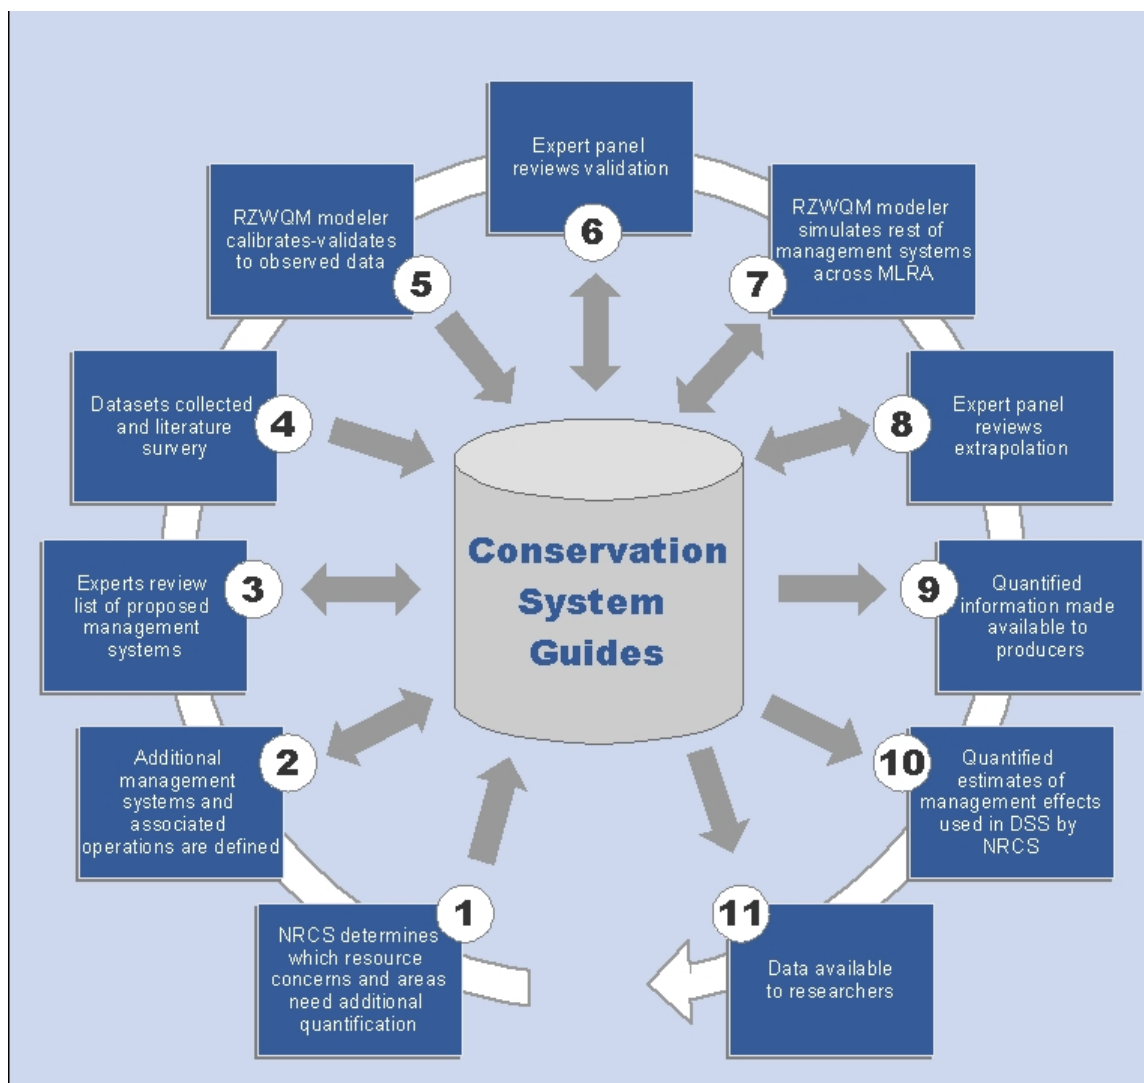 1
NRCS determines
which resource
concerns and areas
need additional
quantification
2
Additional
management
systems and
associated
operations are defined
3
Experts review
list of proposed
management
systems
4
Datasets collected
and literature
survery
5
RZWQM modeler
calibrates-validates
to observed data
6
Expert panel
reviews validation
7
RZWQM modeler
simulates rest of
management systems
across MLRA
8
Expert panel
reviews
extrapolation
9
Quantified
information made
available to
producers
10
Quantified
estimates of
management effects
used in DSS by
NRCS
11
Data available
to researchers
Conservation
System
Guides